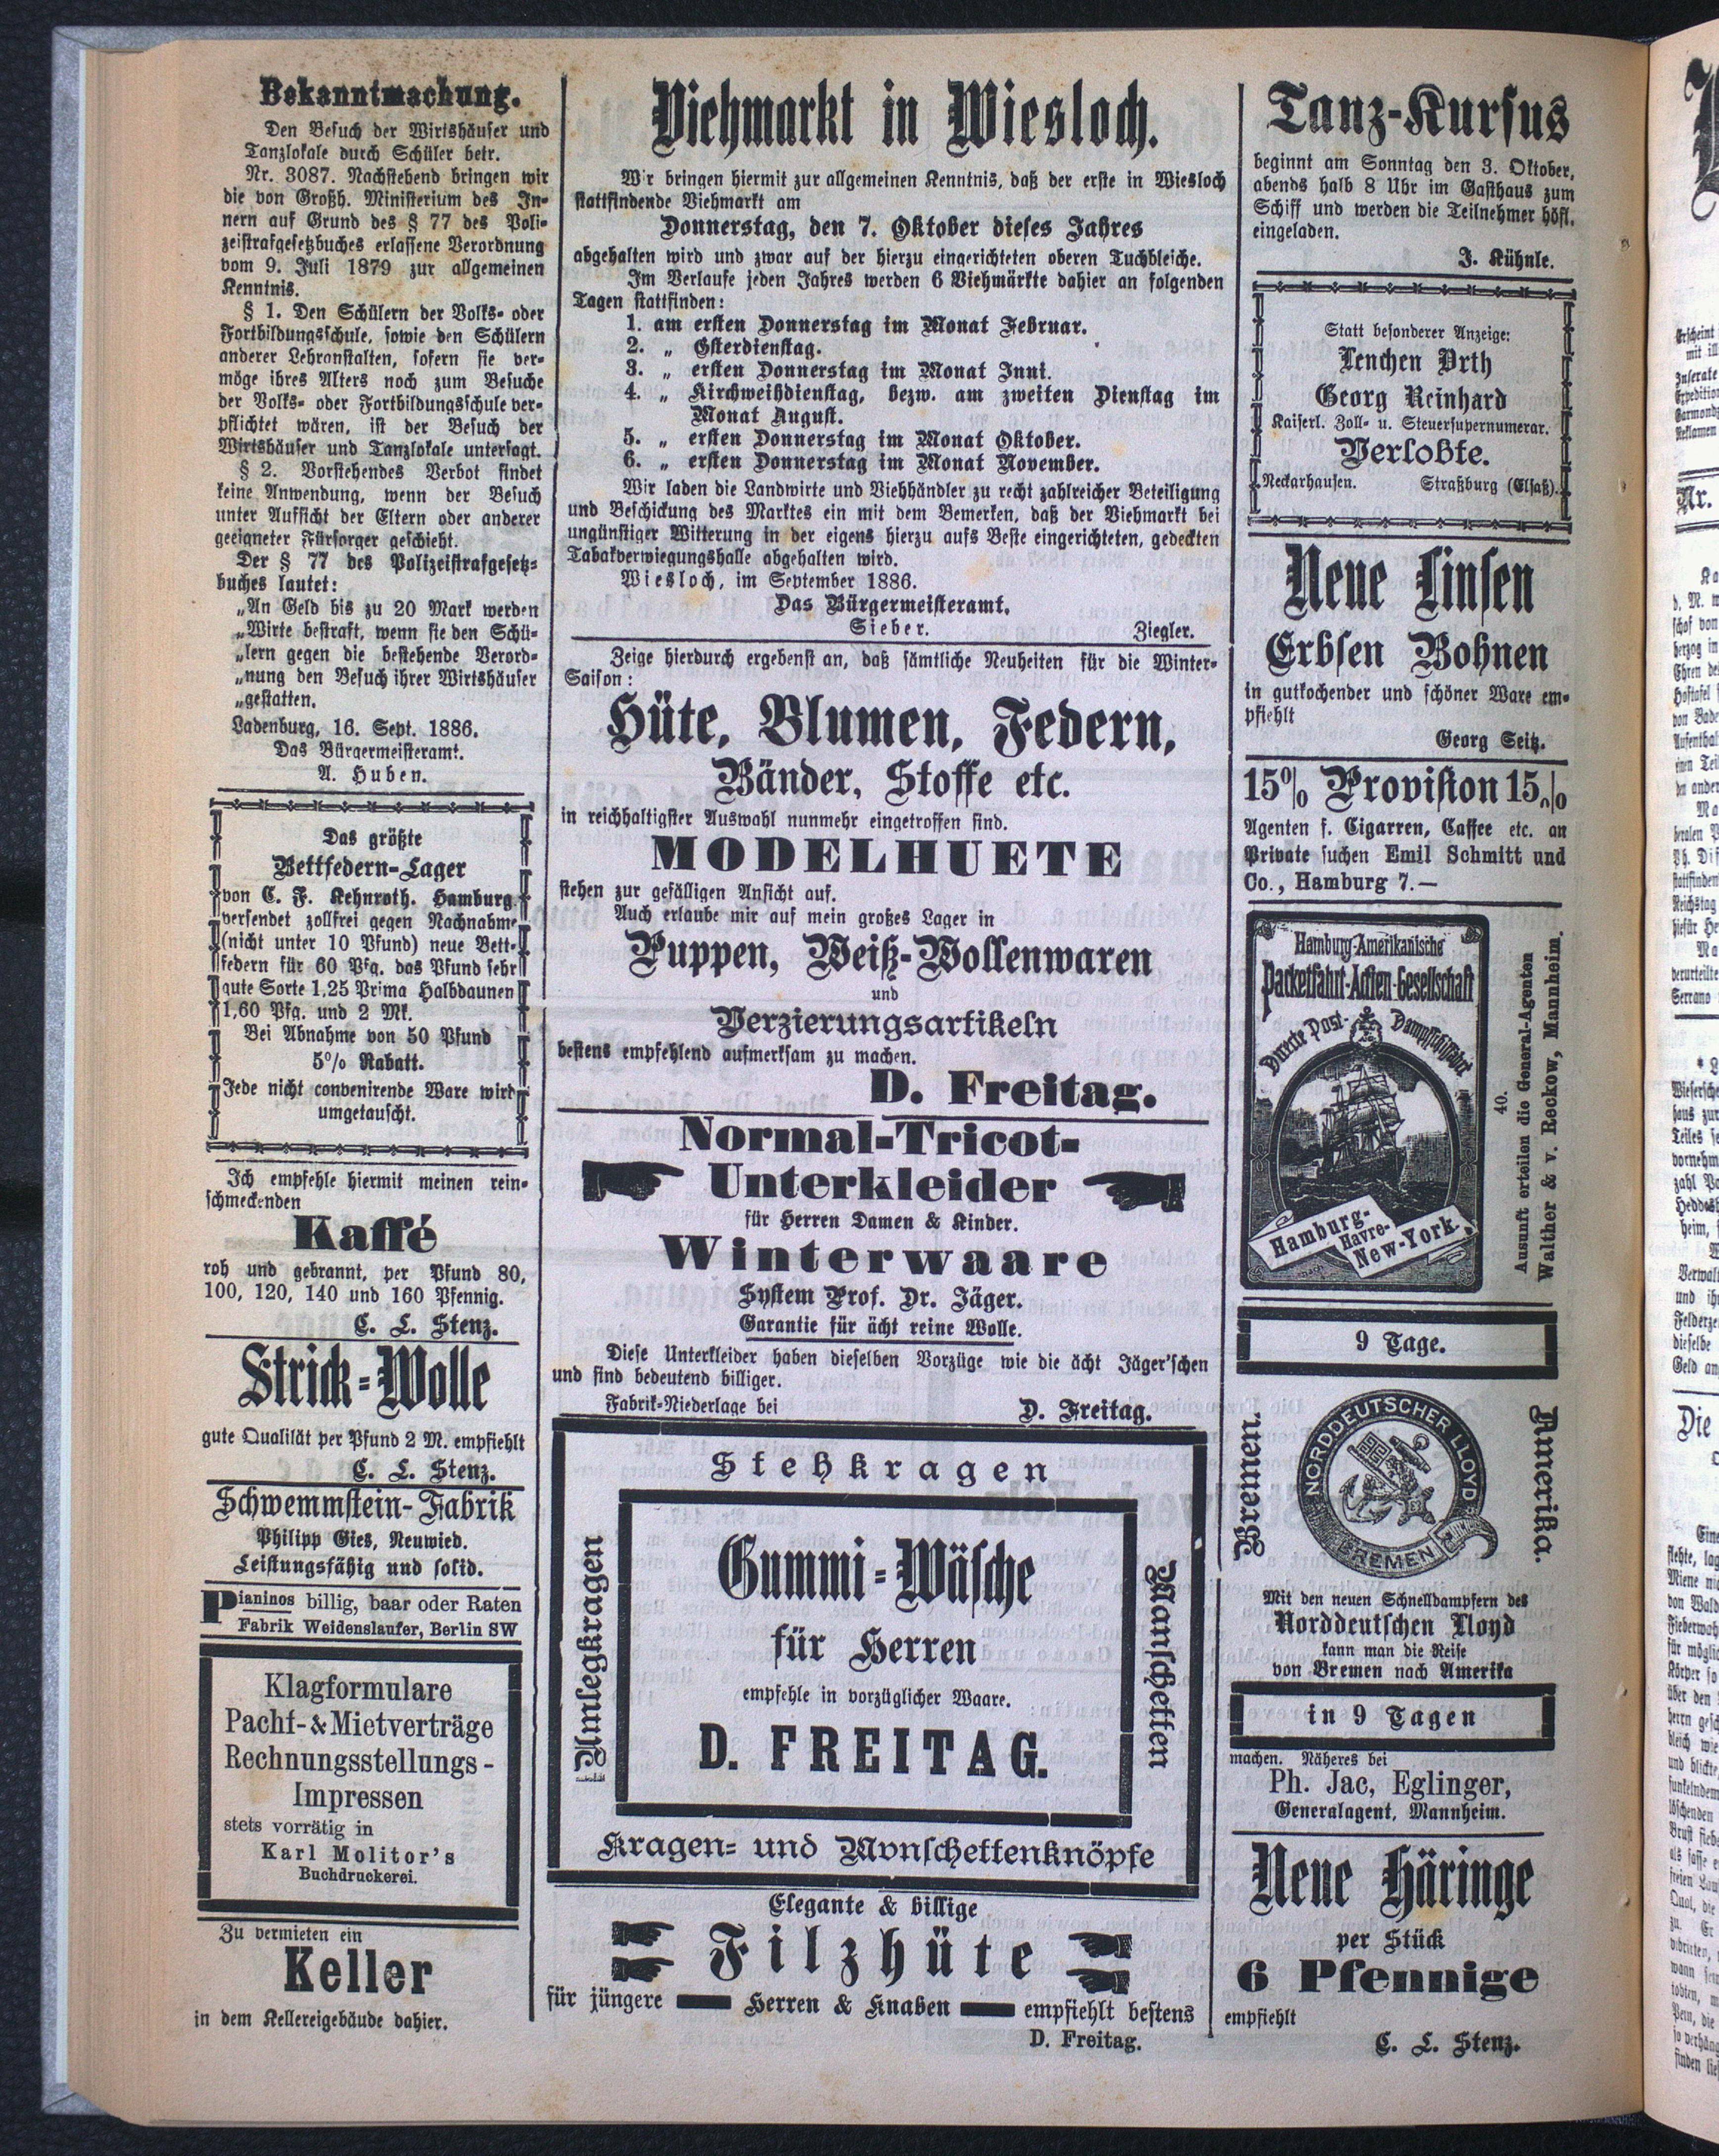 Bekanntmachung.
Den Besuch der Wirtshäuser und
Tanzlokale durch Schüler betr.
Nr. 3087. Nachstehend bringen wir
die von Großh. Ministerium des In-
nern auf Grund des § 77 des Poli-
zeistrafgesetzbuches erlassene Verordnung
vom 9. Juli 1879 zur allgemeinen
Kenntnis.
§ 1. Den Schülern der Volks- oder
Fortbildungsschule, sowie den Schülern
anderer Lehranstalten, sofern sie ver-
möge ihres Alters noch zum Besuche
der Volks- oder Fortbildungsschule ver-
pflichtet wären, ist der Besuch der
Wirtshäuser und Tanzlokale untersagt.
§ 2. Vorstehendes Verbot findet
keine Anwendung, wenn der Besuch
unter Aufsicht der Eltern oder anderer
geeigneter Fürsorger geschieht.
Der § 77 des Polizeistrafgesetz-
buches lautet:
„An Geld bis zu 20 Mark werden
„Wirte bestraft, wenn sie den Schü-
„lern gegen die bestehende Verord-
„nung den Besuch ihrer Wirtshäuser
„gestatten.
Ladenburg, 16. Sept. 1886.
Das Bürgermeisteramt.
A. Huben.
Das größte
Bettfedern-Lager
von C. F. Kehnroth. Hamburg
versendet zollfrei gegen Nachnahme
(nicht unter 10 Pfund) neue Bett-
federn für 60 Pfg. das Pfund sehr
gute Sorte 1,25 Prima Halbdaunen
1,60 Pfg. und 2 Mk.
Bei Abnahme von 50 Pfund
5% Rabatt.
Jede nicht convenirende Ware wird
umgetauscht.
Ich empfehle hiermit meinen rein-
schmeckenden
Kaffé
roh und gebrannt, per Pfund 80,
100, 120, 140 und 160 Pfennig.
C. L. Stenz.
Strick-Wolle
gute Qualität per Pfund 2 M. empfiehlt
C. L. Stenz.
Schwemmstein-Fabrik
Philipp Gies, Neuwied.
Leistungsfähig und solid.
Pianinos billig, baar oder Raten
Fabrik Weidenslaufer, Berlin SW
Klagformulare
Pacht- & Mietverträge
Rechnungsstellungs-
Impressen
stets vorrätig in
Karl Molitor's
Buchdruckerei.
Zu vermieten ein
Keller
in dem Kellereigebäude dahier.
Viehmarkt in Wiesloch.
Wir bringen hiermit zur allgemeinen Kenntnis, daß der erste in Wiesloch
stattfindende Viehmarkt am
Donnerstag, den 7. Oktober dieses Jahres
abgehalten wird und zwar auf der hierzu eingerichteten oberen Tuchbleiche.
Im Verlaufe jeden Jahres werden 6 Viehmärkte dahier an folgenden
Tagen stattfinden:
1. am ersten Donnerstag im Monat Februar.
2. „ Osterdienstag.
3. „ ersten Donnerstag im Monat Juni.
4. „ Kirchweihdienstag, bezw. am zweiten Dienstag im
Monat August.
5. „ ersten Donnerstag im Monat Oktober.
6. „ ersten Donnerstag im Monat November.
Wir laden die Landwirte und Viehhändler zu recht zahlreicher Beteiligung
und Beschickung des Marktes ein mit dem Bemerken, daß der Viehmarkt bei
ungünstiger Witterung in der eigens hierzu aufs Beste eingerichteten, gedeckten
Tabakverwiegungshalle abgehalten wird.
Wiesloch, im September 1886.
Das Bürgermeisteramt.
Sieber. Ziegler.
Zeige hierdurch ergebenst an, daß sämtliche Neuheiten für die Winter-
Saison:
Hüte, Blumen, Federn,
Bänder, Stoffe etc.
in reichhaltigster Auswahl nunmehr eingetroffen sind.
MODELHUETE
stehen zur gefälligen Ansicht auf.
Auch erlaube mir auf mein großes Lager in
Puppen, Weiß-Wollenwaren
und
Verzierungsartikeln
bestens empfehlend aufmerksam zu machen.
D. Freitag.
Normal-Tricot-
Unterkleider
für Herren Damen & Kinder.
Winterwaare
System Prof. Dr. Jäger.
Garantie für ächt reine Wolle.
Diese Unterkleider haben dieselben Vorzüge wie die ächt Jäger'schen
und sind bedeutend billiger.
Fabrik-Niederlage bei D. Freitag.
Stehkragen
Umlegkragen
Gummi-Wäsche
für Herren
empfehle in vorzüglicher Waare.
D. FREITAG.
Manschetten
Kragen- und Mvnschettenknöpfe
Elegante & billige
Filzhüte
für jüngere Herren & Knaben empfiehlt bestens
D. Freitag.
Tanz-Kursus
beginnt am Sonntag den 3. Oktober,
abends halb 8 Uhr im Gasthaus zum
Schiff und werden die Teilnehmer höfl.
eingeladen.
J. Kühnle.
Statt besonderer Anzeige:
Lenchen Orth
Georg Reinhard
Kaiserl. Zoll- u. Steuersupernumerar.
Verlobte.
Neckarhausen. Straßburg (Elsaß).
Neue Linsen
Erbsen Bohnen
in gutkochender und schöner Ware em-
pfiehlt
Georg Seitz.
15% Provision 15%
Agenten f. Cigarren, Caffee etc. an
Private suchen Emil Schmitt und
Co., Hamburg 7.—
Hamburg-Amerikanische
Packetfahrt-Actien-Gesellschaft
Directe Post-Dampfschiffahrt
Hamburg-
Havre-
nach New-York.
40.
Auskunft erteilen die General-Agenten
Walther & v. Reckow, Mannheim.
9 Tage.
Bremen.
NORDDEUTSCHER LLOYD
BREMEN
Amerika.
Mit den neuen Schnelldampfern des
Norddeutschen Lloyd
kann man die Reise
von Bremen nach Amerika
in 9 Tagen
machen. Näheres bei
Ph. Jac, Eglinger,
Generalagent, Mannheim.
Neue Häringe
per Stück
6 Pfennige
empfiehlt
C. L. Stenz.